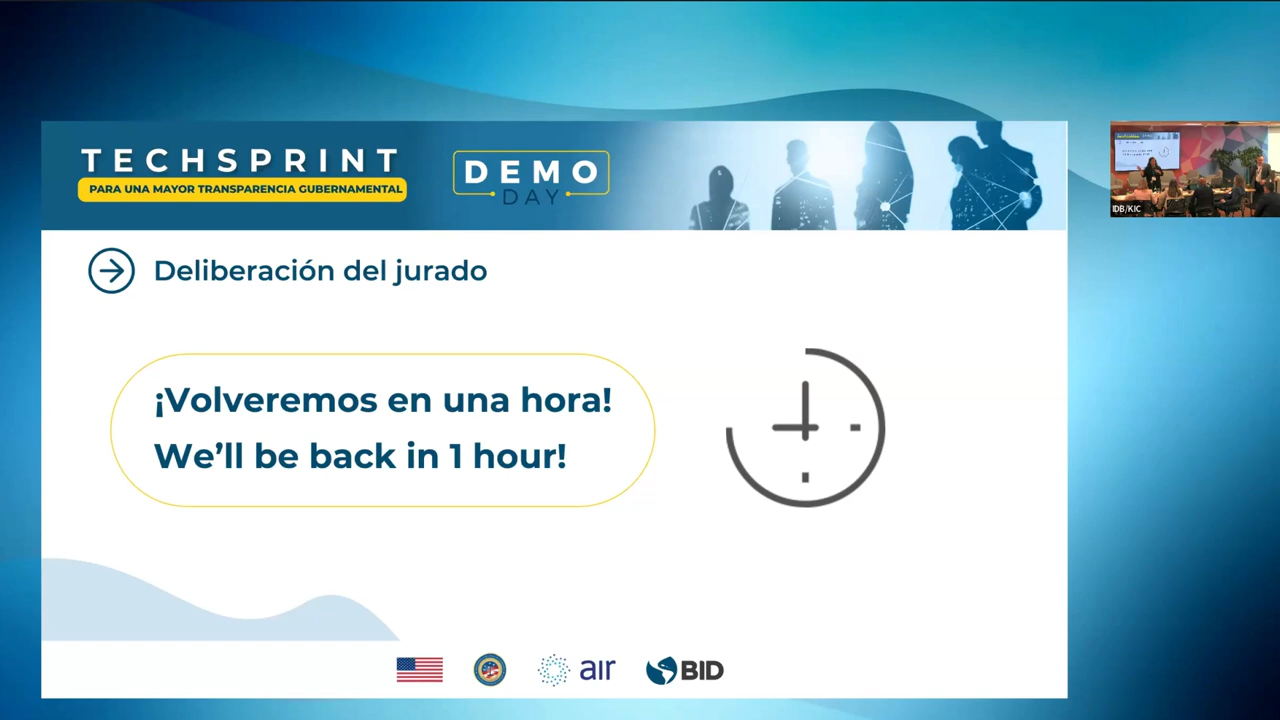 TECHSPRINT
PARA UNA MAYOR TRANSPARENCIA GUBERNAMENTAL
DEMO
DAY
Deliberación del jurado
¡Volveremos en una hora!
We'll be back in 1 hour!
air
BID
IDB/KIC